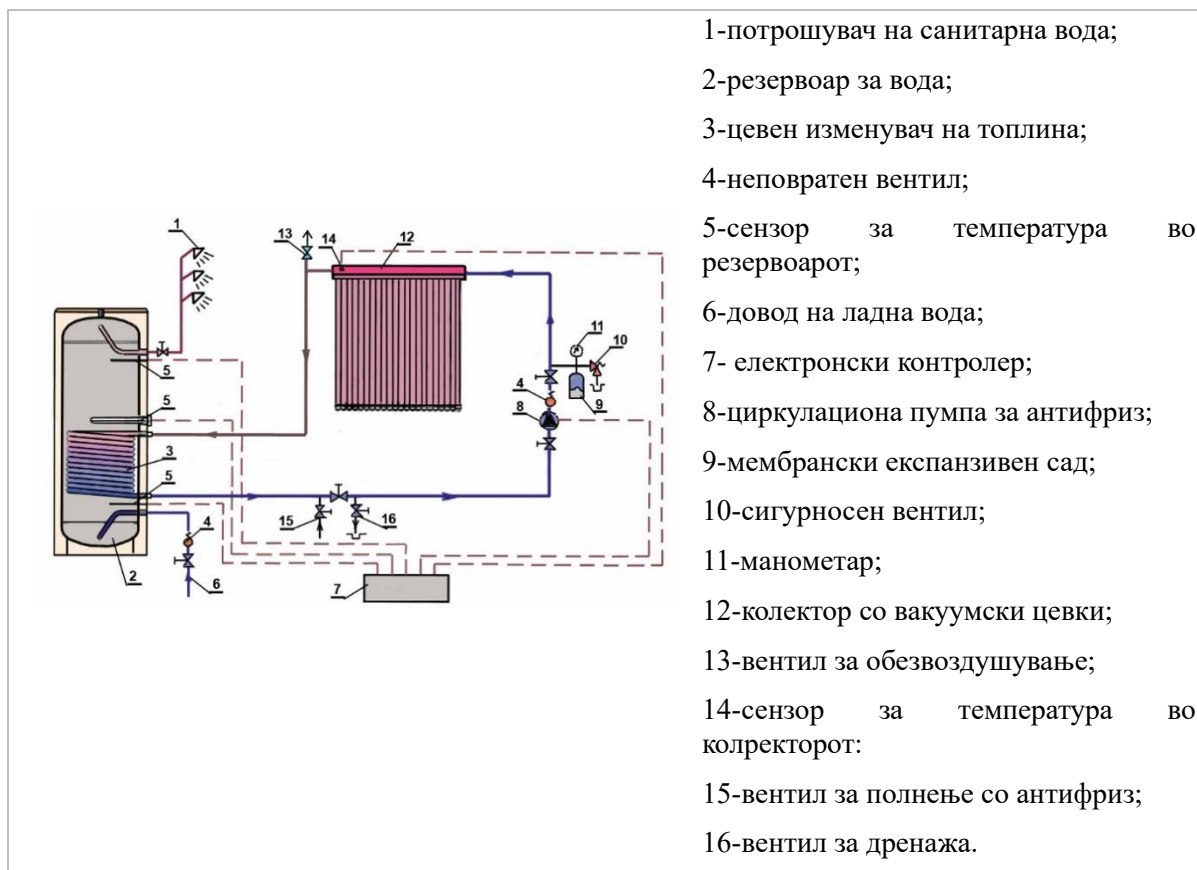 1-потрошувач на санитарна вода;
2-резервоар за вода;
3-цевен изменувач на топлина;
4-неповратен вентил;
5-сензор за температура во
резервоарот;
6-довод на ладна вода;
7- електронски контролер;
8-циркулациона пумпа за антифриз;
9-мембрански експанзивен сад;
10-сигурносен вентил;
11-манометар;
12-колектор со вакуумски цевки;
13-вентил за обезвоздушување;
14-сензор за температура во
колректорот:
15-вентил за полнење со антифриз;
16-вентил за дренажа.
1
13
14
12
11
10
5
4
9
8
5
3
5
15
16
4
2
6
7